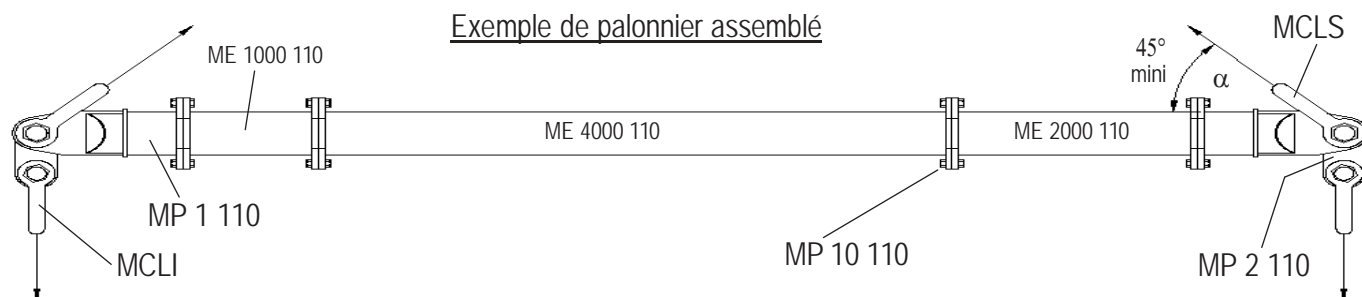 Exemple de palonnier assemblé
ME 1000 110
45°
mini
α
MCLS
ME 4000 110
ME 2000 110
MP 1 110
MCLI
MP 10 110
MP 2 110